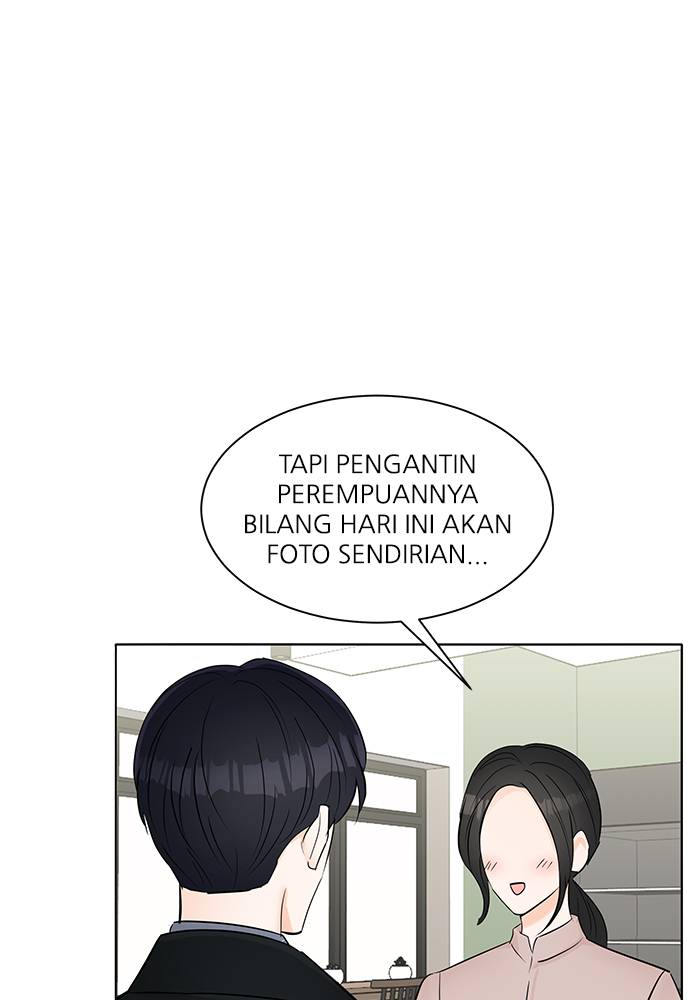 TAPI PENGANTIN
PEREMPUANNYA
BILANG HARI INI AKAN
FOTO SENDIRIAN...